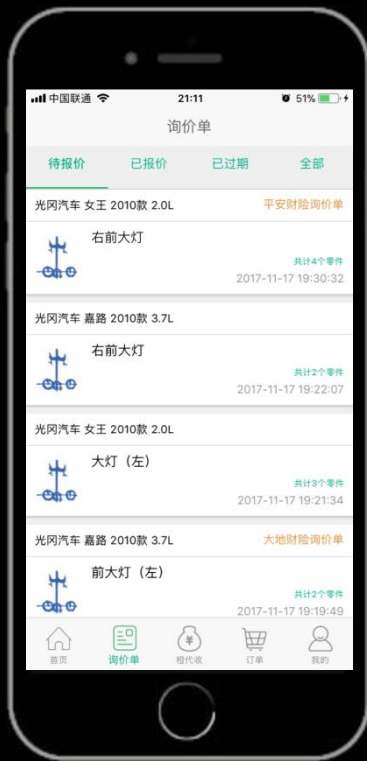 中国联通 21:11 51%
询价单
待报价 已报价 已过期 全部
光冈汽车 女王 2010款 2.0L 平安财险询价单
右前大灯
共计4个零件
2017-11-17 19:30:32
光冈汽车 嘉路 2010款 3.7L
右前大灯
共计2个零件
2017-11-17 19:22:07
光冈汽车 女王 2010款 2.0L
大灯（左）
共计3个零件
2017-11-17 19:21:34
光冈汽车 嘉路 2010款 3.7L 大地财险询价单
前大灯（左）
共计2个零件
2017-11-17 19:19:49
首页 询价单 橙代收 订单 我的